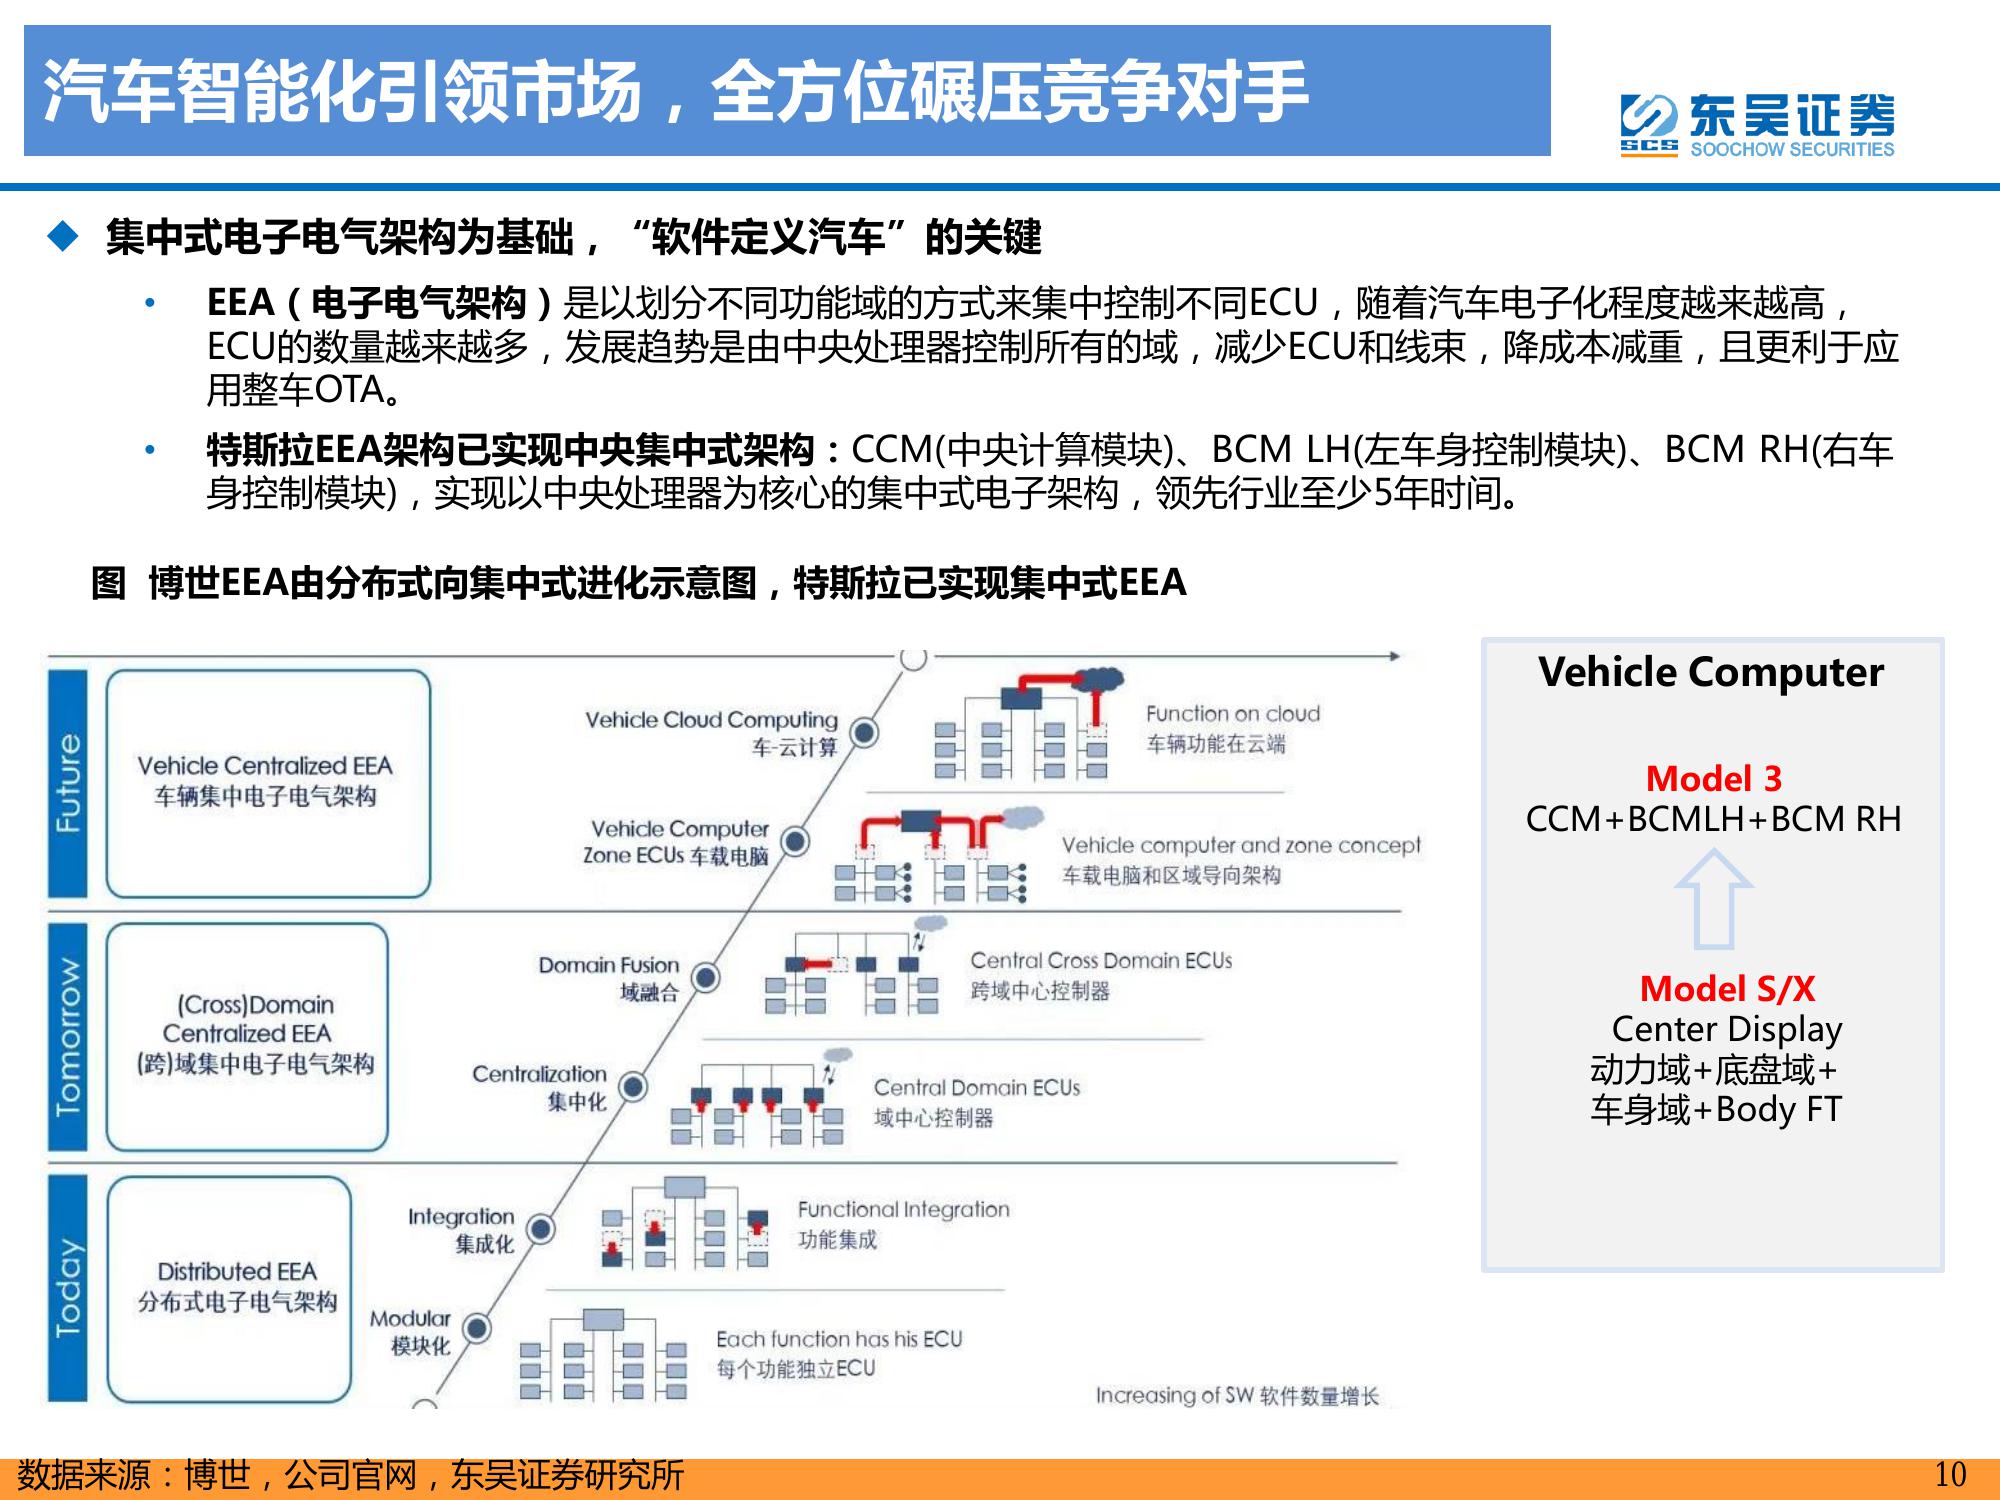 汽车智能化引领市场，全方位碾压竞争对手
东吴证券
SCS
SOOCHOW SECURITIES
集中式电子电气架构为基础，“软件定义汽车”的关键
• EEA（电子电气架构）是以划分不同功能域的方式来集中控制不同ECU，随着汽车电子化程度越来越高，
ECU的数量越来越多，发展趋势是由中央处理器控制所有的域，减少ECU和线束，降成本减重，且更利于应
用整车OTA。
• 特斯拉EEA架构已实现中央集中式架构：CCM(中央计算模块)、BCM LH(左车身控制模块)、BCM RH(右车
身控制模块)，实现以中央处理器为核心的集中式电子架构，领先行业至少5年时间。
图 博世EEA由分布式向集中式进化示意图，特斯拉已实现集中式EEA
Future
Vehicle Centralized EEA
车辆集中电子电气架构
Vehicle Cloud Computing
车-云计算
Function on cloud
车辆功能在云端
Vehicle Computer
Zone ECUs 车载电脑
Vehicle computer and zone concept
车载电脑和区域导向架构
Tomorrow
(Cross)Domain
Centralized EEA
(跨)域集中电子电气架构
Domain Fusion
域融合
Central Cross Domain ECUs
跨域中心控制器
Centralization
集中化
Central Domain ECUs
域中心控制器
Today
Distributed EEA
分布式电子电气架构
Integration
集成化
Functional Integration
功能集成
Modular
模块化
Each function has his ECU
每个功能独立ECU
Increasing of SW 软件数量增长
Vehicle Computer
Model 3
CCM+BCMLH+BCM RH
Model S/X
Center Display
动力域+底盘域+
车身域+Body FT
数据来源：博世，公司官网，东吴证券研究所
10